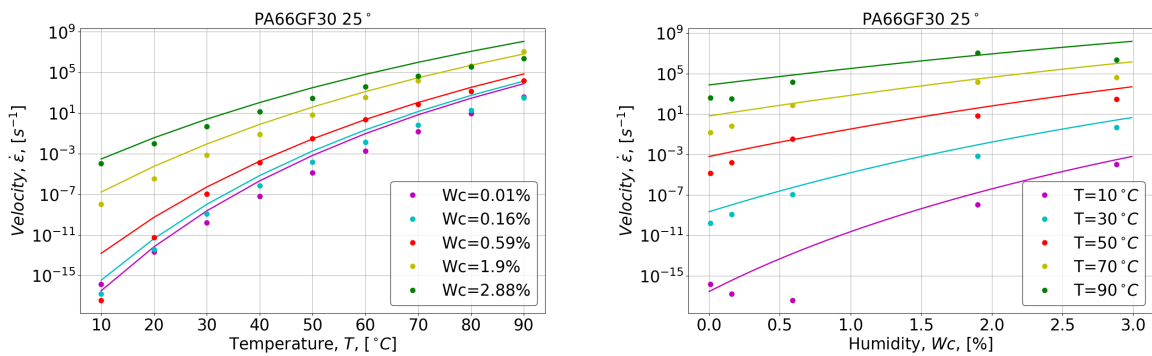 PA66GF30 25°
Velocity, ε̇, [s⁻¹]
10⁹
10⁵
10¹
10⁻³
10⁻⁷
10⁻¹¹
10⁻¹⁵
Wc=0.01%
Wc=0.16%
Wc=0.59%
Wc=1.9%
Wc=2.88%
10 20 30 40 50 60 70 80 90
Temperature, T, [°C]
PA66GF30 25°
Velocity, ε̇, [s⁻¹]
10⁹
10⁵
10¹
10⁻³
10⁻⁷
10⁻¹¹
10⁻¹⁵
T=10°C
T=30°C
T=50°C
T=70°C
T=90°C
0.0 0.5 1.0 1.5 2.0 2.5 3.0
Humidity, Wc, [%]